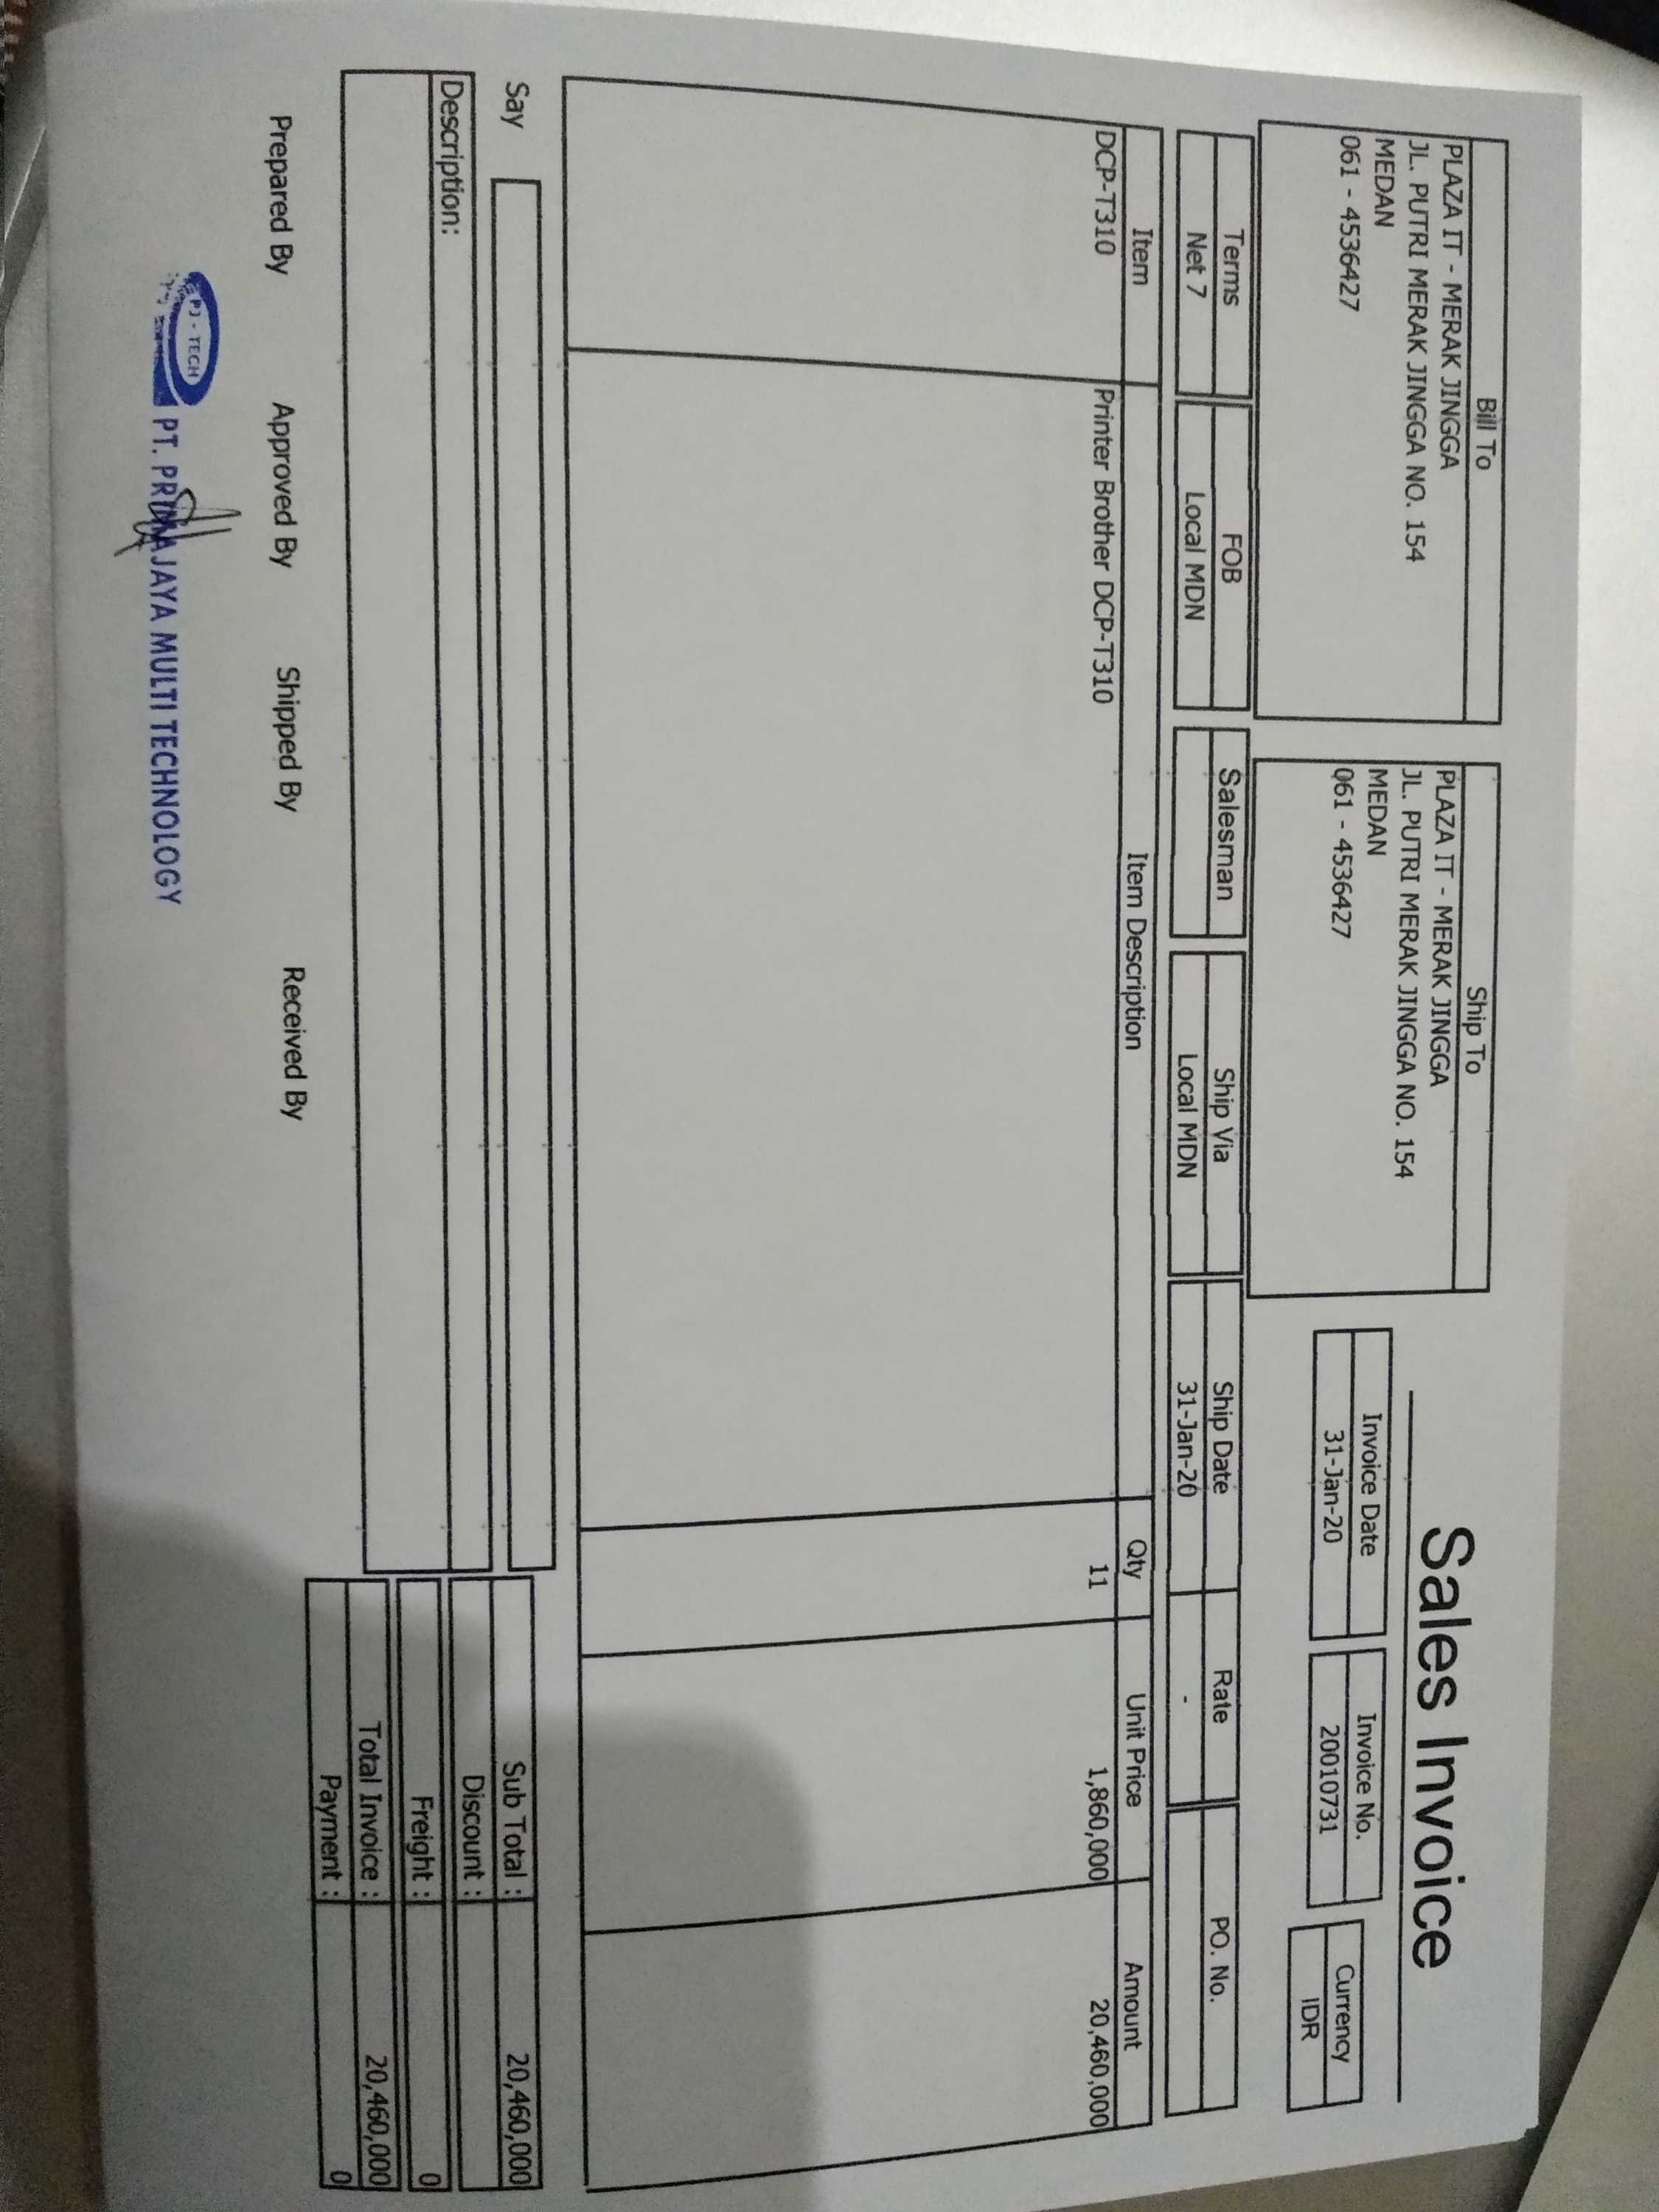 Sales Invoice
Bill To
PLAZA IT - MERAK JINGGA
JL. PUTRI MERAK JINGGA NO. 154
MEDAN
061 - 4536427
Ship To
PLAZA IT - MERAK JINGGA
JL. PUTRI MERAK JINGGA NO. 154
MEDAN
061 - 4536427
Invoice Date Invoice No. Currency
31-Jan-20 20010731 IDR
Terms FOB Salesman Ship Via Ship Date Rate PO. No.
Net 7 Local MDN Local MDN 31-Jan-20 -
Item Item Description Qty Unit Price Amount
DCP-T310 Printer Brother DCP-T310 11 1,860,000 20,460,000
Say
Description:
Sub Total : 20,460,000
Discount :
Freight : 0
Total Invoice : 20,460,000
Payment : 0
Prepared By Approved By Shipped By Received By
PJ - TECH
PT. PRIMAJAYA MULTI TECHNOLOGY